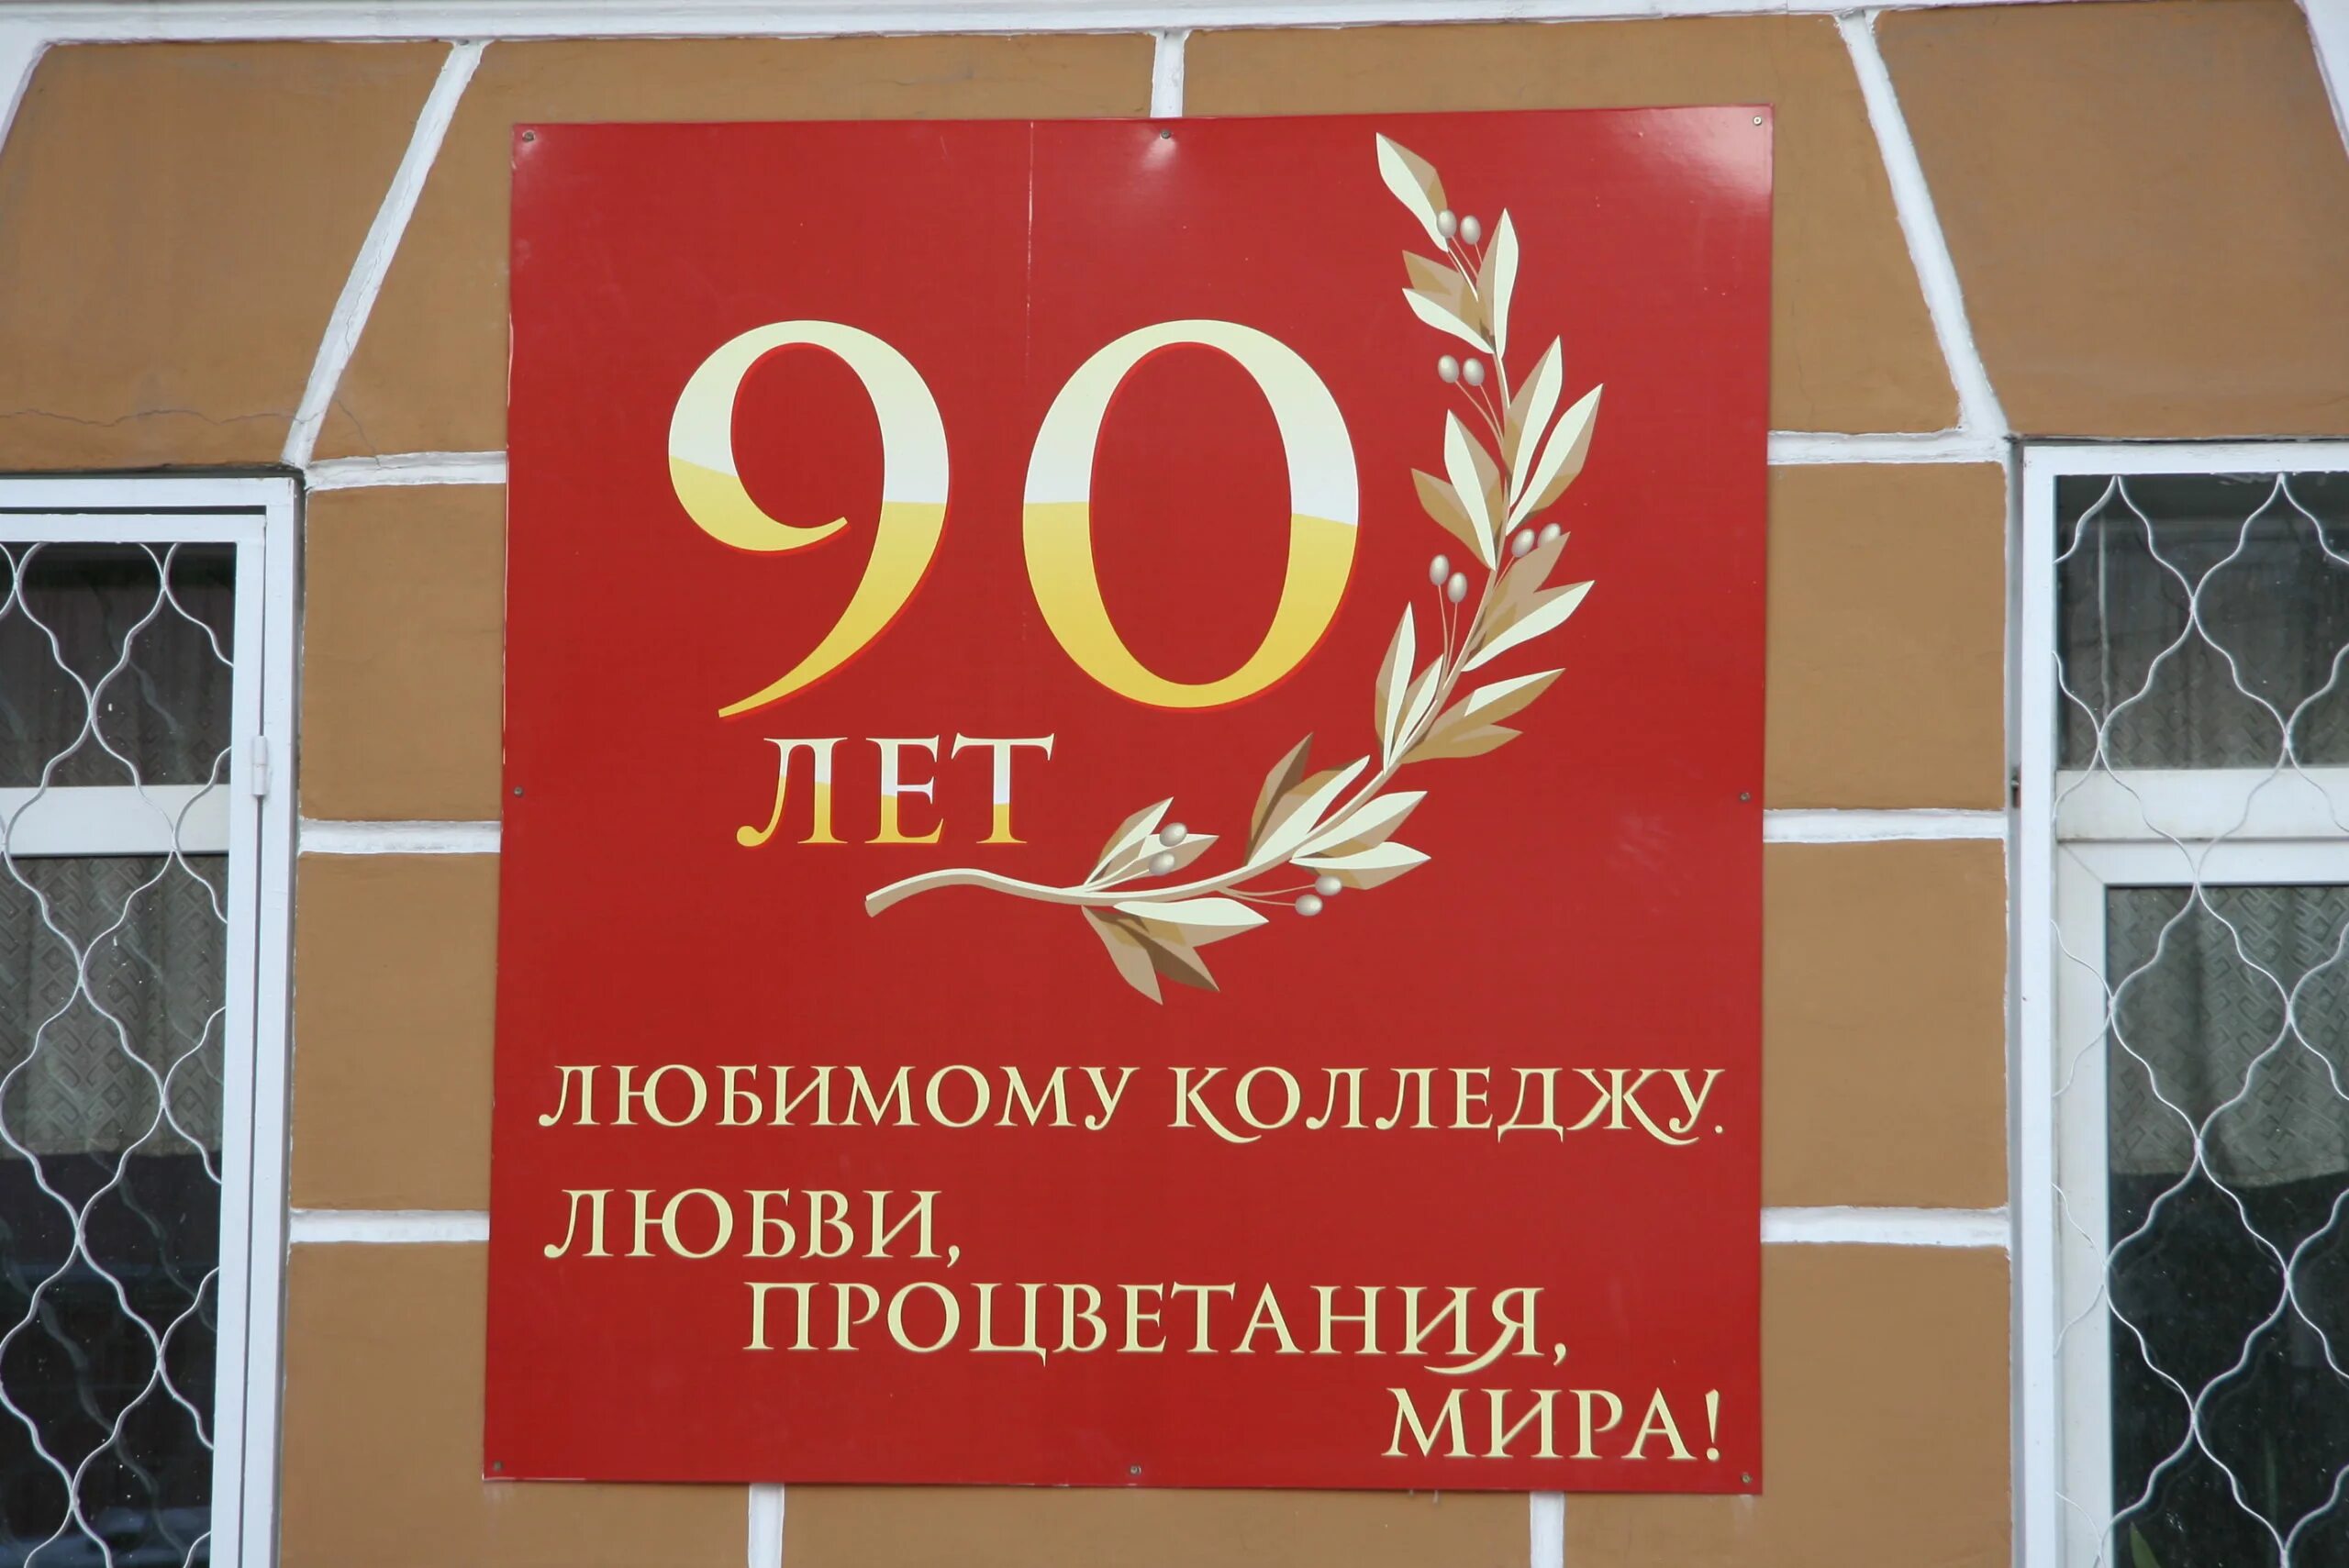 90
ЛЕТ
ЛЮБИМОМУ КОЛЛЕДЖУ.
ЛЮБВИ,
ПРОЦВЕТАНИЯ,
МИРА!